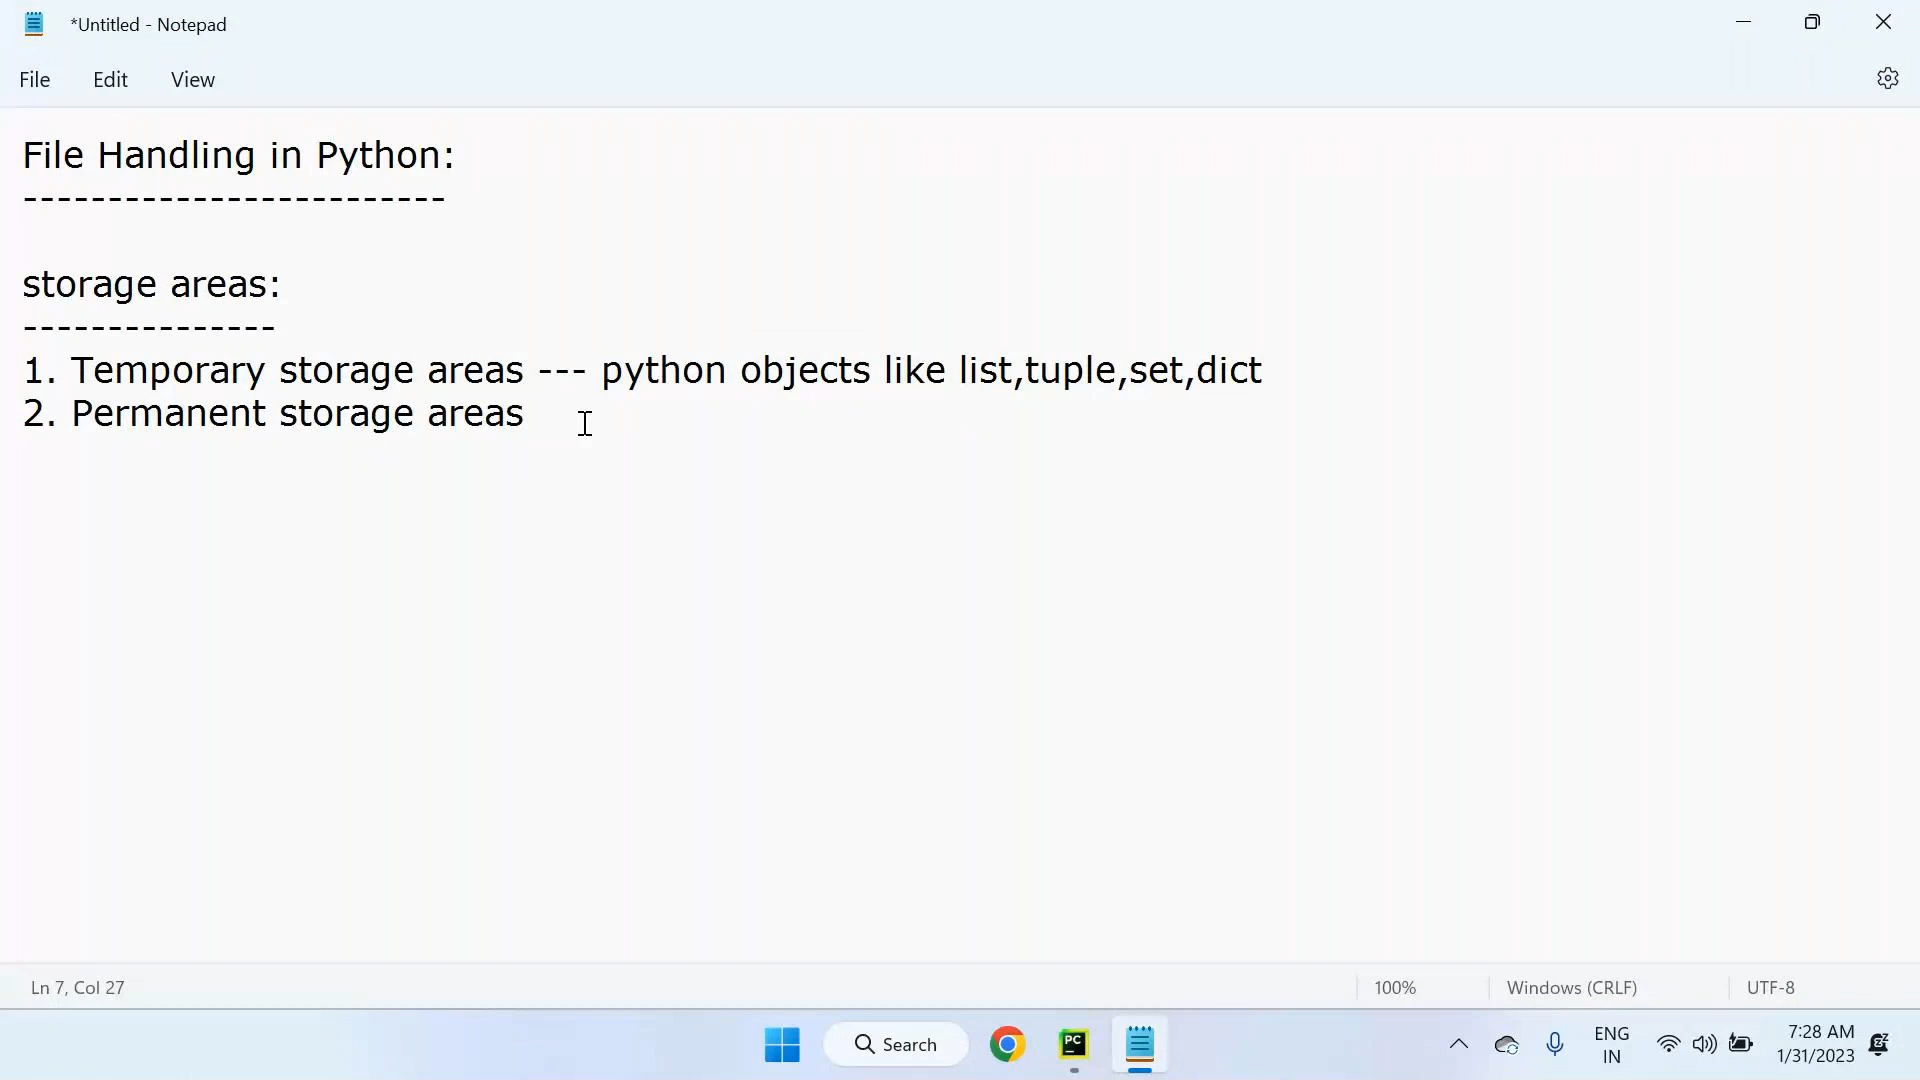 *Untitled - Notepad
File Edit View
File Handling in Python:
-------------------------
storage areas:
---------------
1. Temporary storage areas --- python objects like list,tuple,set,dict
2. Permanent storage areas
Ln 7, Col 27 100% Windows (CRLF) UTF-8
Search
PC
ENG
IN
7:28 AM
1/31/2023